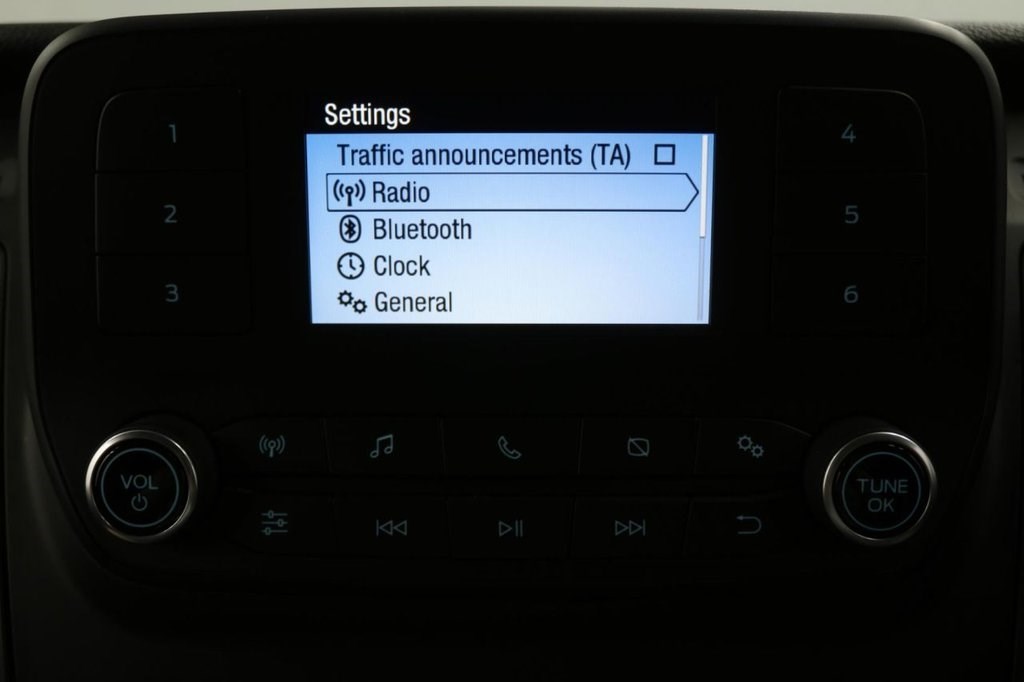 Settings
Traffic announcements (TA)
Radio
Bluetooth
Clock
General
1
2
3
4
5
6
VOL
TUNE
OK